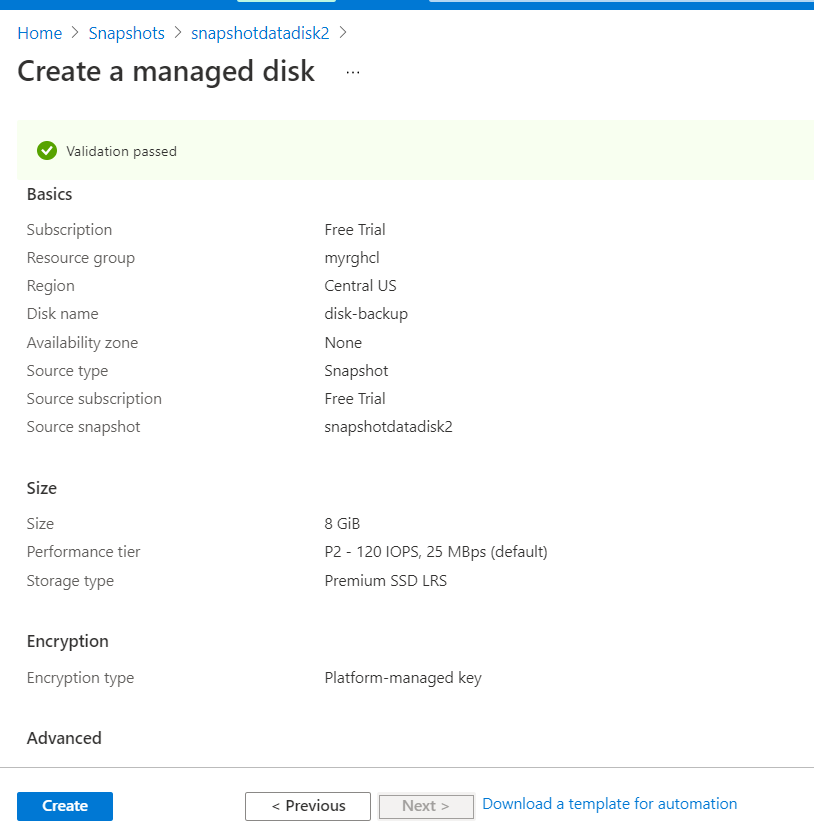 Home > Snapshots > snapshotdatadisk2 >
Create a managed disk ...
Validation passed
Basics
Subscription Free Trial
Resource group myrghcl
Region Central US
Disk name disk-backup
Availability zone None
Source type Snapshot
Source subscription Free Trial
Source snapshot snapshotdatadisk2
Size
Size 8 GiB
Performance tier P2 - 120 IOPS, 25 MBps (default)
Storage type Premium SSD LRS
Encryption
Encryption type Platform-managed key
Advanced
Create < Previous Next > Download a template for automation